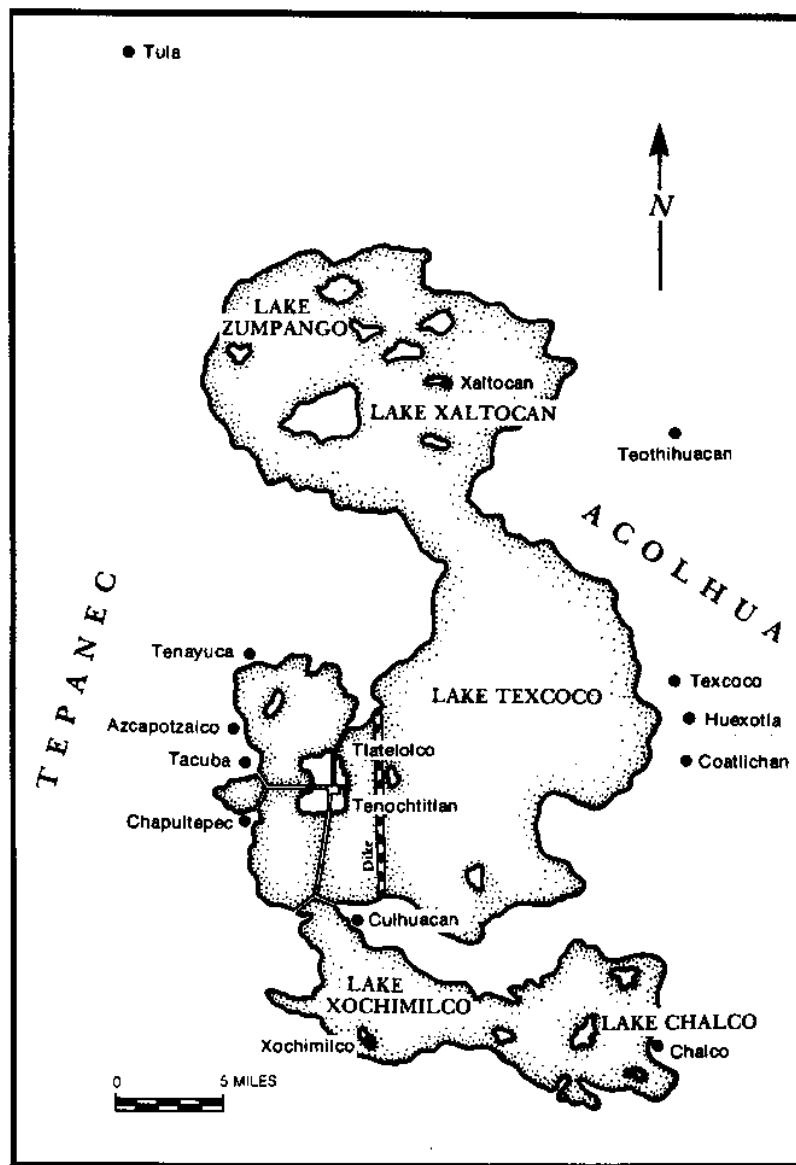 Tula
N
LAKE
ZUMPANGO
Xaltocan
LAKE XALTOCAN
Teothihuacan
ACOLHUA
TEPANEC
Tenayuca
LAKE TEXCOCO
Texcoco
Azcapotzalco
Huexotla
Tlatelolco
Tacuba
Coatlichan
Tenochtitlan
Chapultepec
Dike
Culhuacan
LAKE
XOCHIMILCO
LAKE CHALCO
Xochimilco
Chalco
0 5 MILES